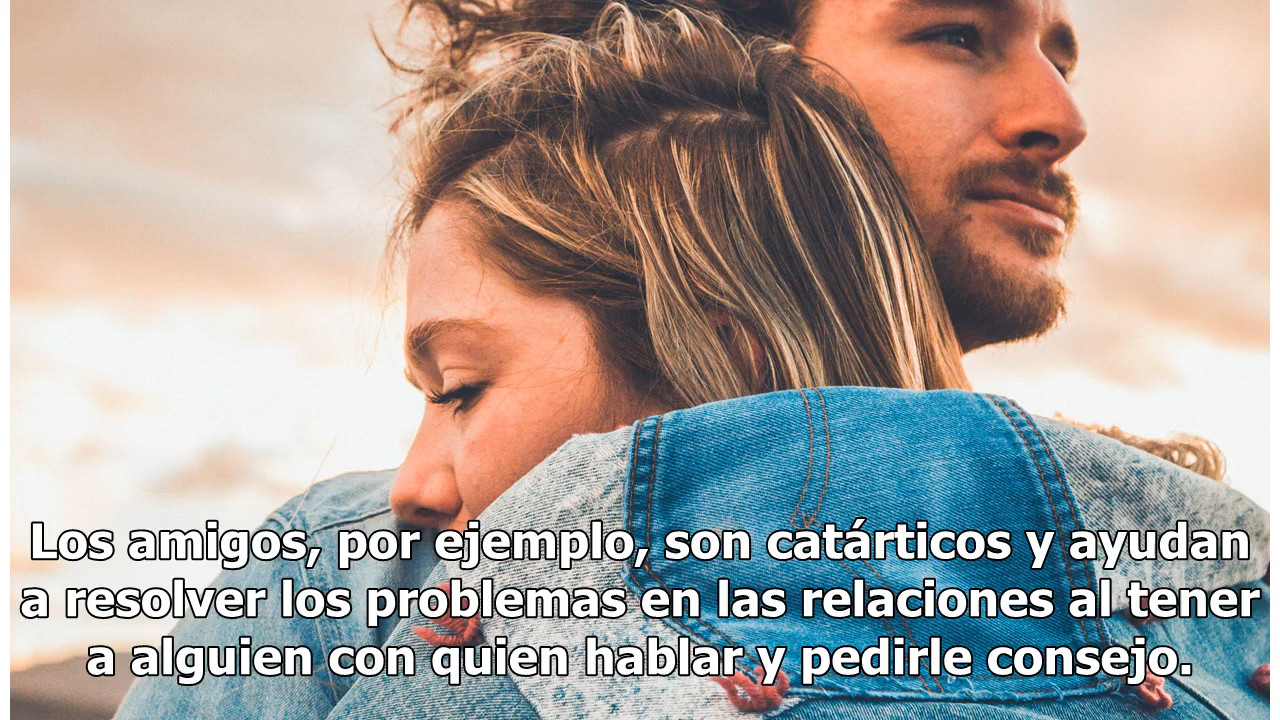 Los amigos, por ejemplo, son catárticos y ayudan
a resolver los problemas en las relaciones al tener
a alguien con quien hablar y pedirle consejo.